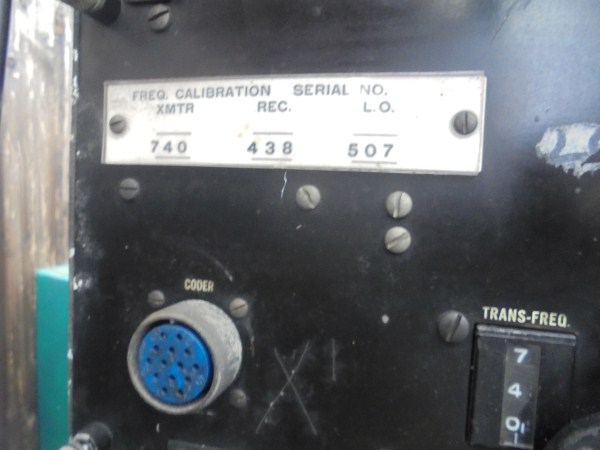 FREQ. CALIBRATION SERIAL NO.
XMTR REC. L.O.
740 438 507
CODER
TRANS-FREQ.
7
4
0